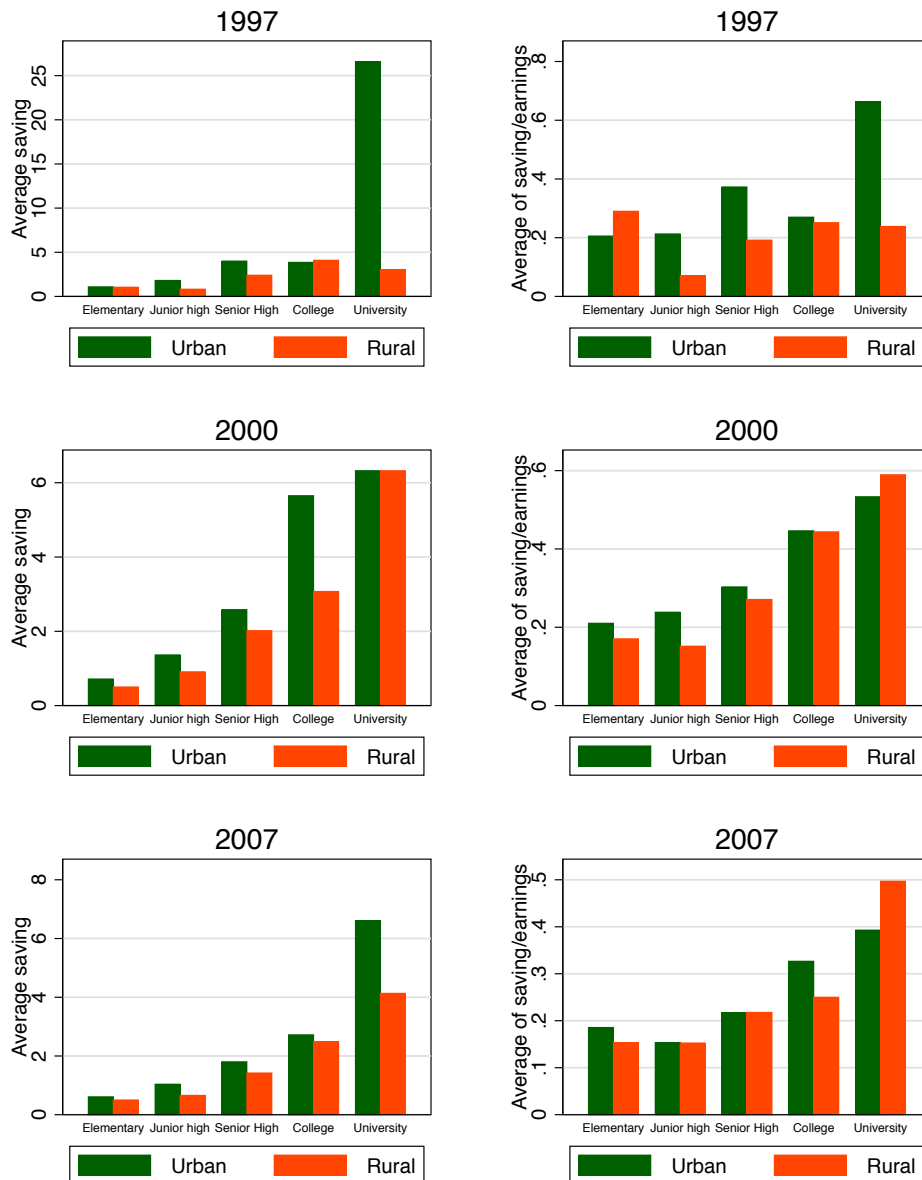 1997
Average saving
0 5 10 15 20 25
Elementary Junior high Senior High College University
Urban Rural
1997
Average of saving/earnings
0 .2 .4 .6 .8
Elementary Junior high Senior High College University
Urban Rural
2000
Average saving
0 2 4 6
Elementary Junior high Senior High College University
Urban Rural
2000
Average of saving/earnings
0 .2 .4 .6
Elementary Junior high Senior High College University
Urban Rural
2007
Average saving
0 2 4 6 8
Elementary Junior high Senior High College University
Urban Rural
2007
Average of saving/earnings
0 .1 .2 .3 .4 .5
Elementary Junior high Senior High College University
Urban Rural